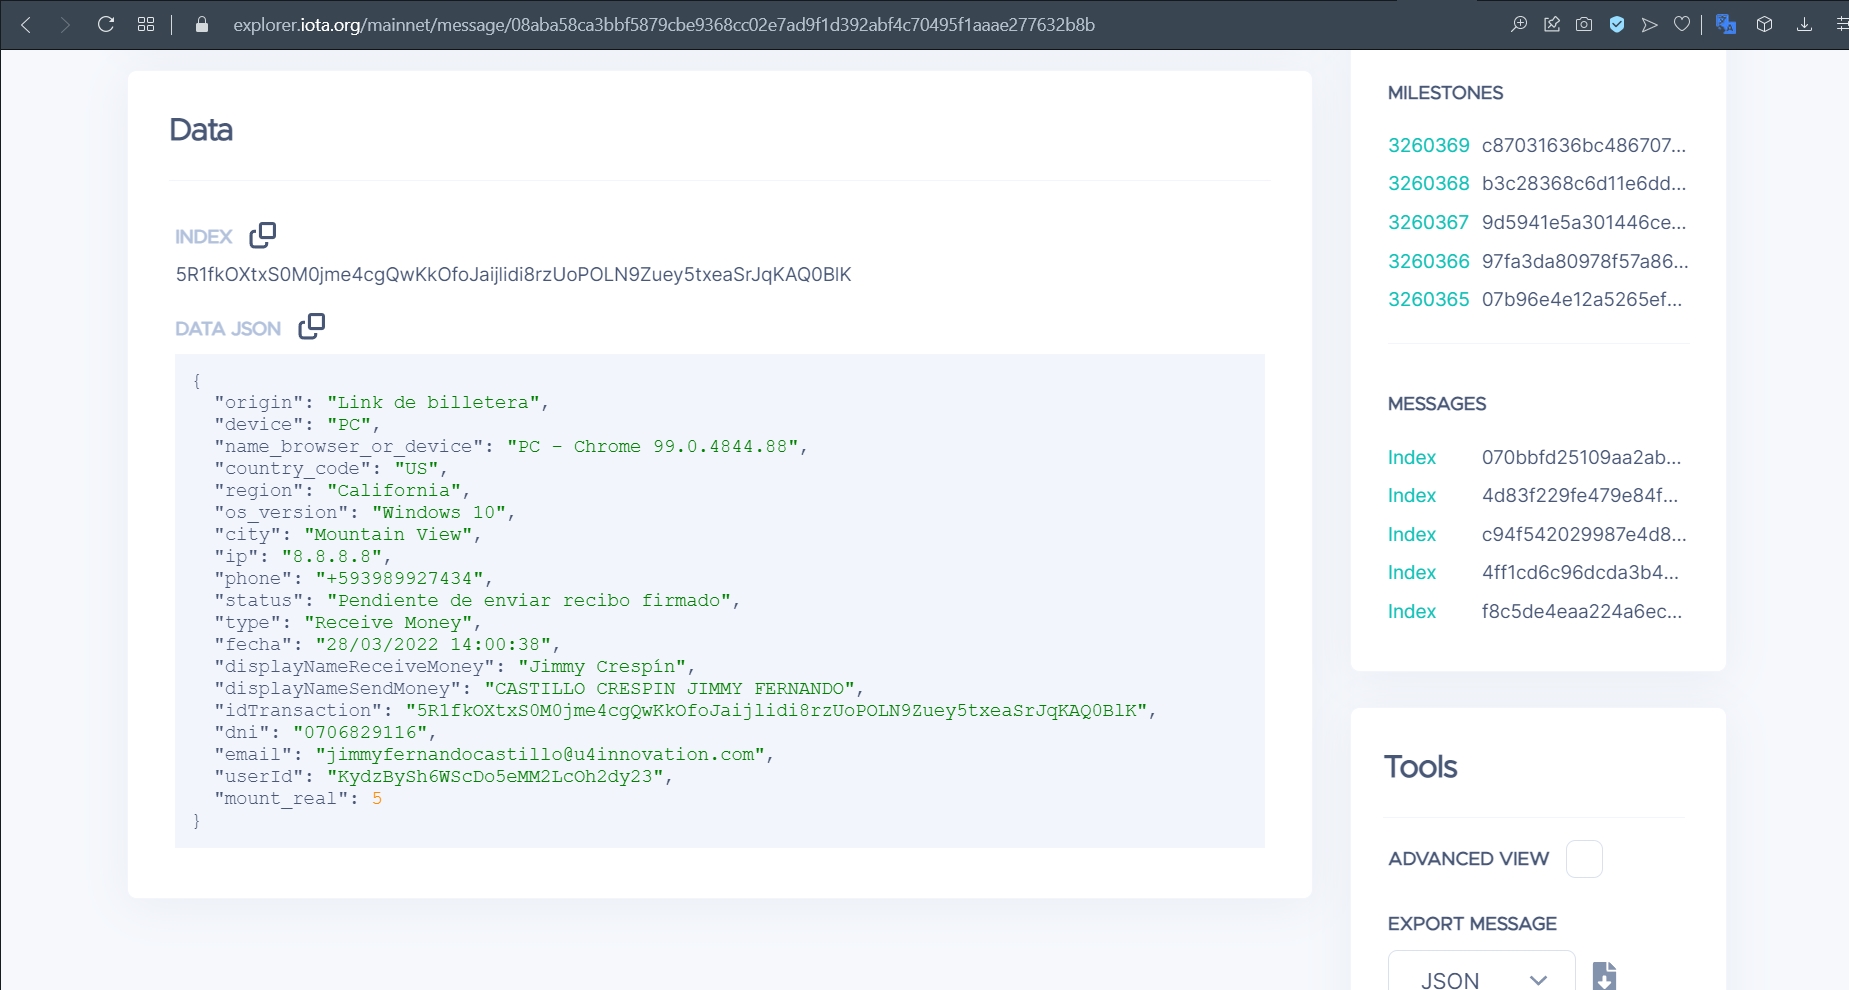 explorer.iota.org/mainnet/message/08aba58ca3bbf5879cbe9368cc02e7ad9f1d392abf4c70495f1aaae277632b8b
Data
INDEX
5R1fkOXtxS0M0jme4cgQwKkOfoJaijlidi8rzUoPOLN9Zuey5txeaSrJqKAQ0BlK
DATA JSON
{
"origin": "Link de billetera",
"device": "PC",
"name_browser_or_device": "PC - Chrome 99.0.4844.88",
"country_code": "US",
"region": "California",
"os_version": "Windows 10",
"city": "Mountain View",
"ip": "8.8.8.8",
"phone": "+593989927434",
"status": "Pendiente de enviar recibo firmado",
"type": "Receive Money",
"fecha": "28/03/2022 14:00:38",
"displayNameReceiveMoney": "Jimmy Crespín",
"displayNameSendMoney": "CASTILLO CRESPIN JIMMY FERNANDO",
"idTransaction": "5R1fkOXtxS0M0jme4cgQwKkOfoJaijlidi8rzUoPOLN9Zuey5txeaSrJqKAQ0BlK",
"dni": "0706829116",
"email": "jimmyfernandocastillo@u4innovation.com",
"userId": "KydzBySh6WScDo5eMM2LcOh2dy23",
"mount_real": 5
}
MILESTONES
3260369 c87031636bc486707...
3260368 b3c28368c6d11e6dd...
3260367 9d5941e5a301446ce...
3260366 97fa3da80978f57a86...
3260365 07b96e4e12a5265ef...
MESSAGES
Index 070bbfd25109aa2ab...
Index 4d83f229fe479e84f...
Index c94f542029987e4d8...
Index 4ff1cd6c96dcda3b4...
Index f8c5de4eaa224a6ec...
Tools
ADVANCED VIEW
EXPORT MESSAGE
JSON